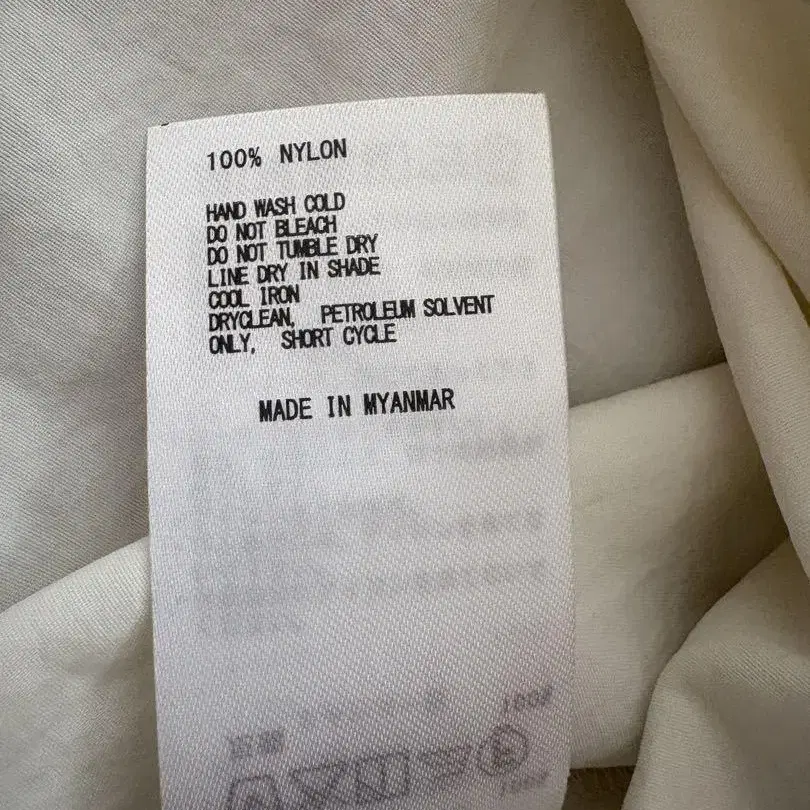 100% NYLON
HAND WASH COLD
DO NOT BLEACH
DO NOT TUMBLE DRY
LINE DRY IN SHADE
COOL IRON
DRYCLEAN, PETROLEUM SOLVENT
ONLY, SHORT CYCLE
MADE IN MYANMAR